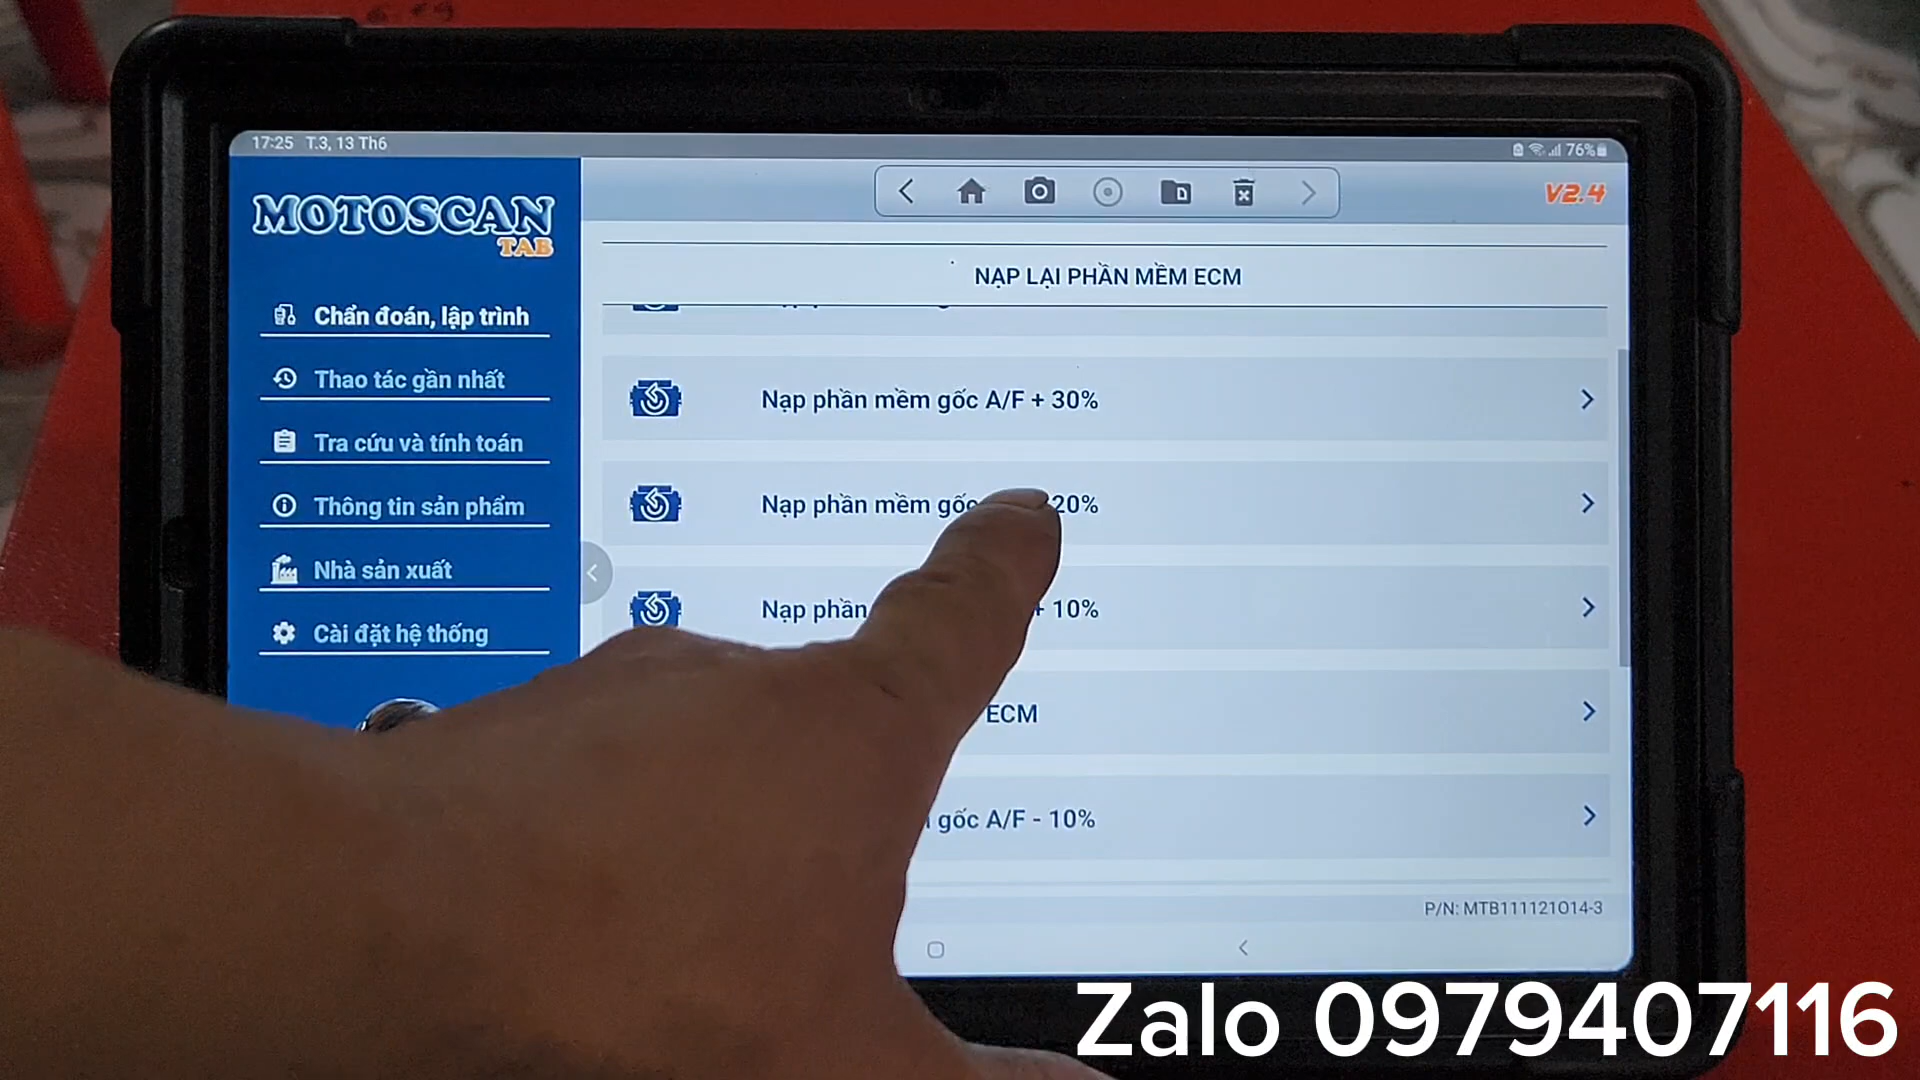 17:25 T.3, 13 Th6
76%
MOTOSCAN
TAB
V2.4
Chẩn đoán, lập trình
Thao tác gần nhất
Tra cứu và tính toán
Thông tin sản phẩm
Nhà sản xuất
Cài đặt hệ thống
NẠP LẠI PHẦN MỀM ECM
Nạp phần mềm gốc A/F + 30%
Nạp phần mềm gốc 20%
Nạp phần + 10%
ECM
gốc A/F - 10%
P/N: MTB111121O14-3
Zalo 0979407116